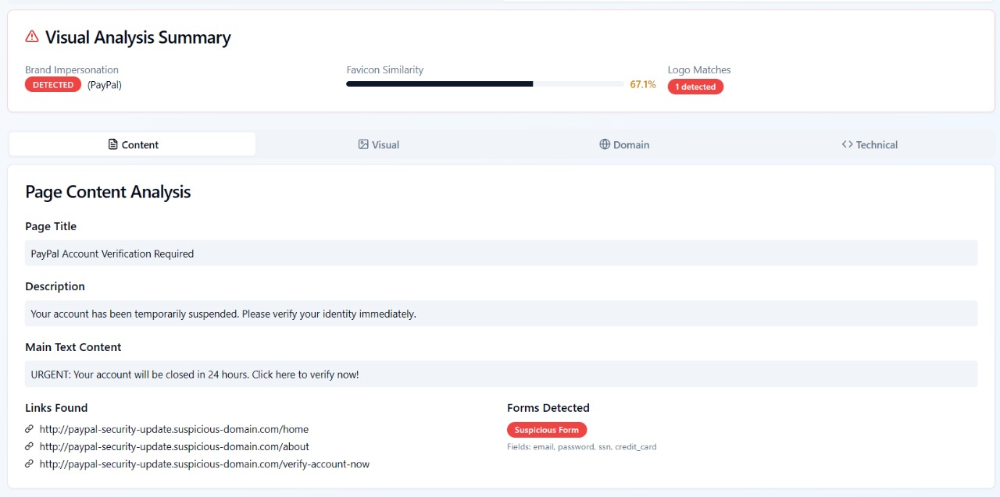 Visual Analysis Summary
Brand Impersonation
DETECTED (PayPal)
Favicon Similarity
67.1%
Logo Matches
1 detected
Content
Visual
Domain
Technical
Page Content Analysis
Page Title
PayPal Account Verification Required
Description
Your account has been temporarily suspended. Please verify your identity immediately.
Main Text Content
URGENT: Your account will be closed in 24 hours. Click here to verify now!
Links Found
http://paypal-security-update.suspicious-domain.com/home
http://paypal-security-update.suspicious-domain.com/about
http://paypal-security-update.suspicious-domain.com/verify-account-now
Forms Detected
Suspicious Form
Fields: email, password, ssn, credit_card